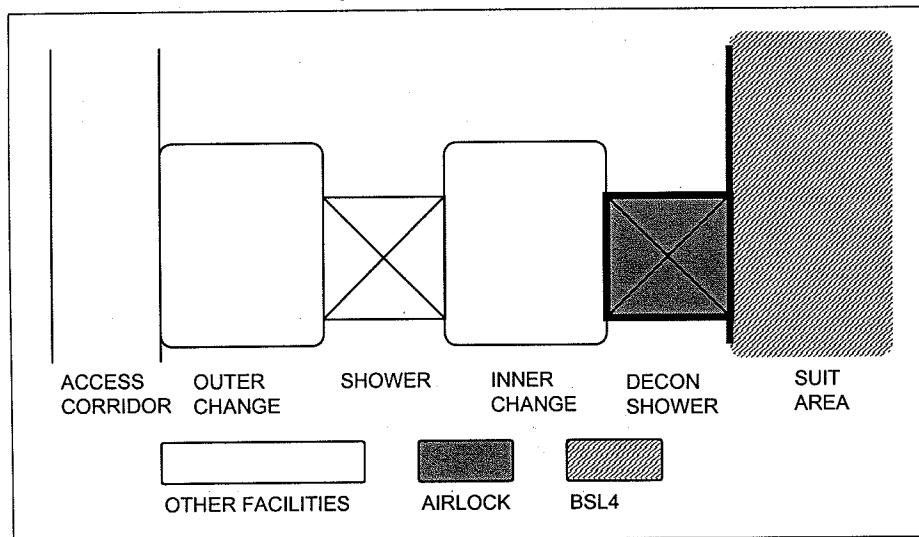 ACCESS
CORRIDOR
OUTER
CHANGE
SHOWER
INNER
CHANGE
DECON
SHOWER
SUIT
AREA
OTHER FACILITIES
AIRLOCK
BSL4